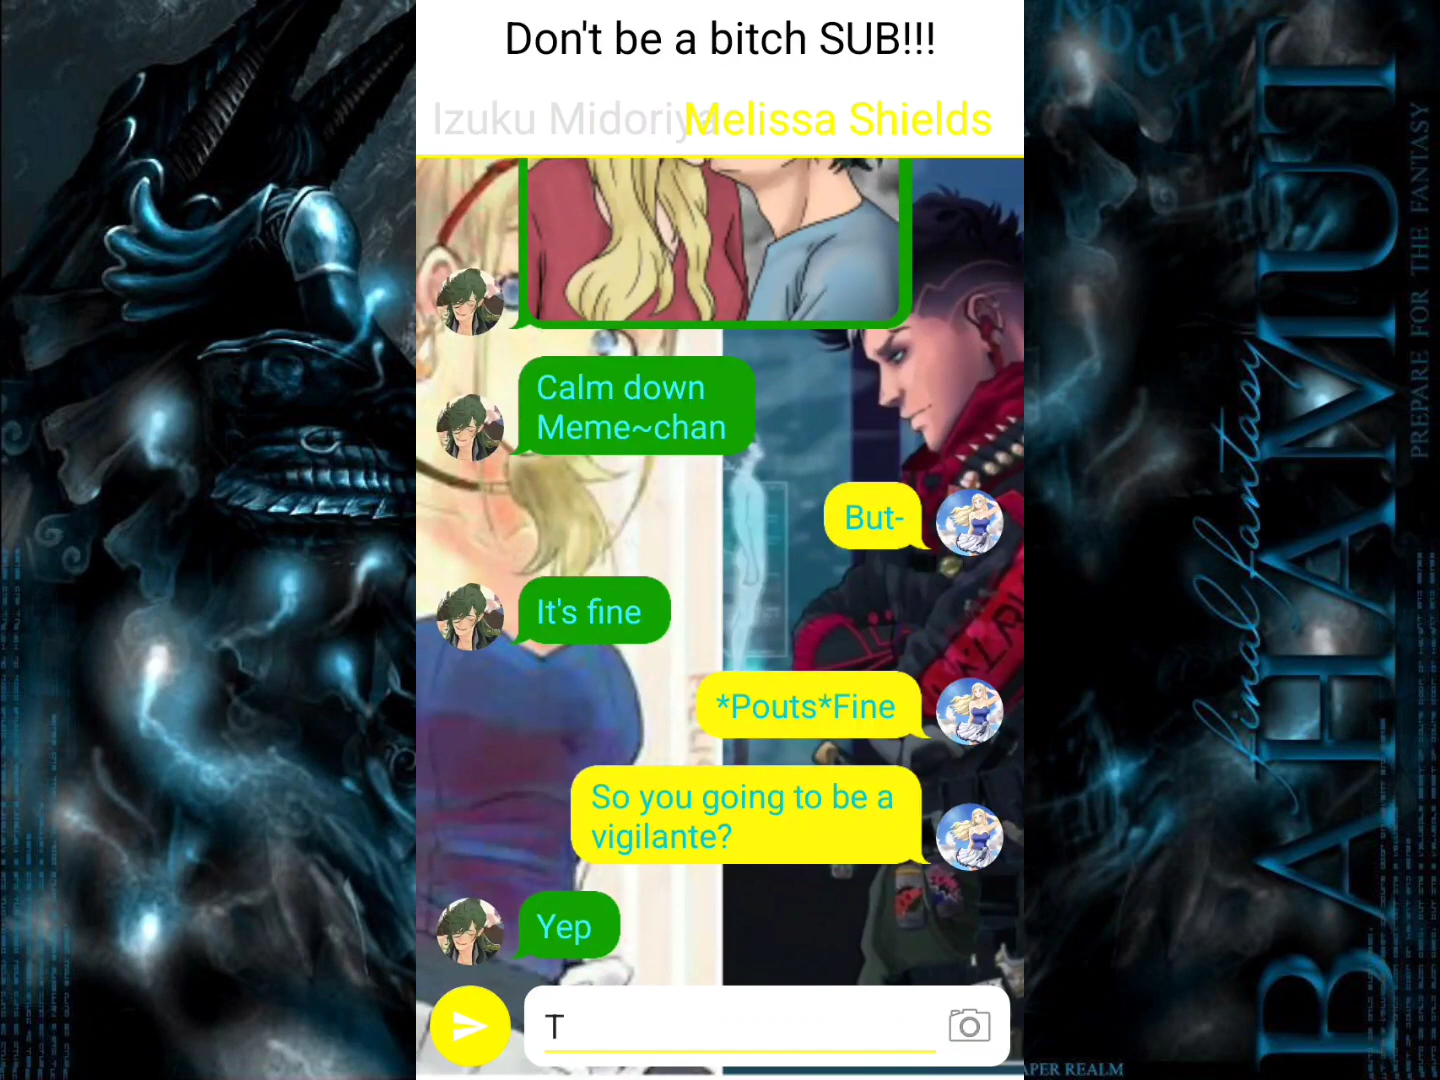 Don't be a bitch SUB!!!
Izuku Midoriya
Melissa Shields
Calm down
Meme~chan
But-
It's fine
*Pouts*Fine
So you going to be a
vigilante?
Yep
T
final fantasy
BAHAMUT
PREPARE FOR THE FANTASY
APER REALM